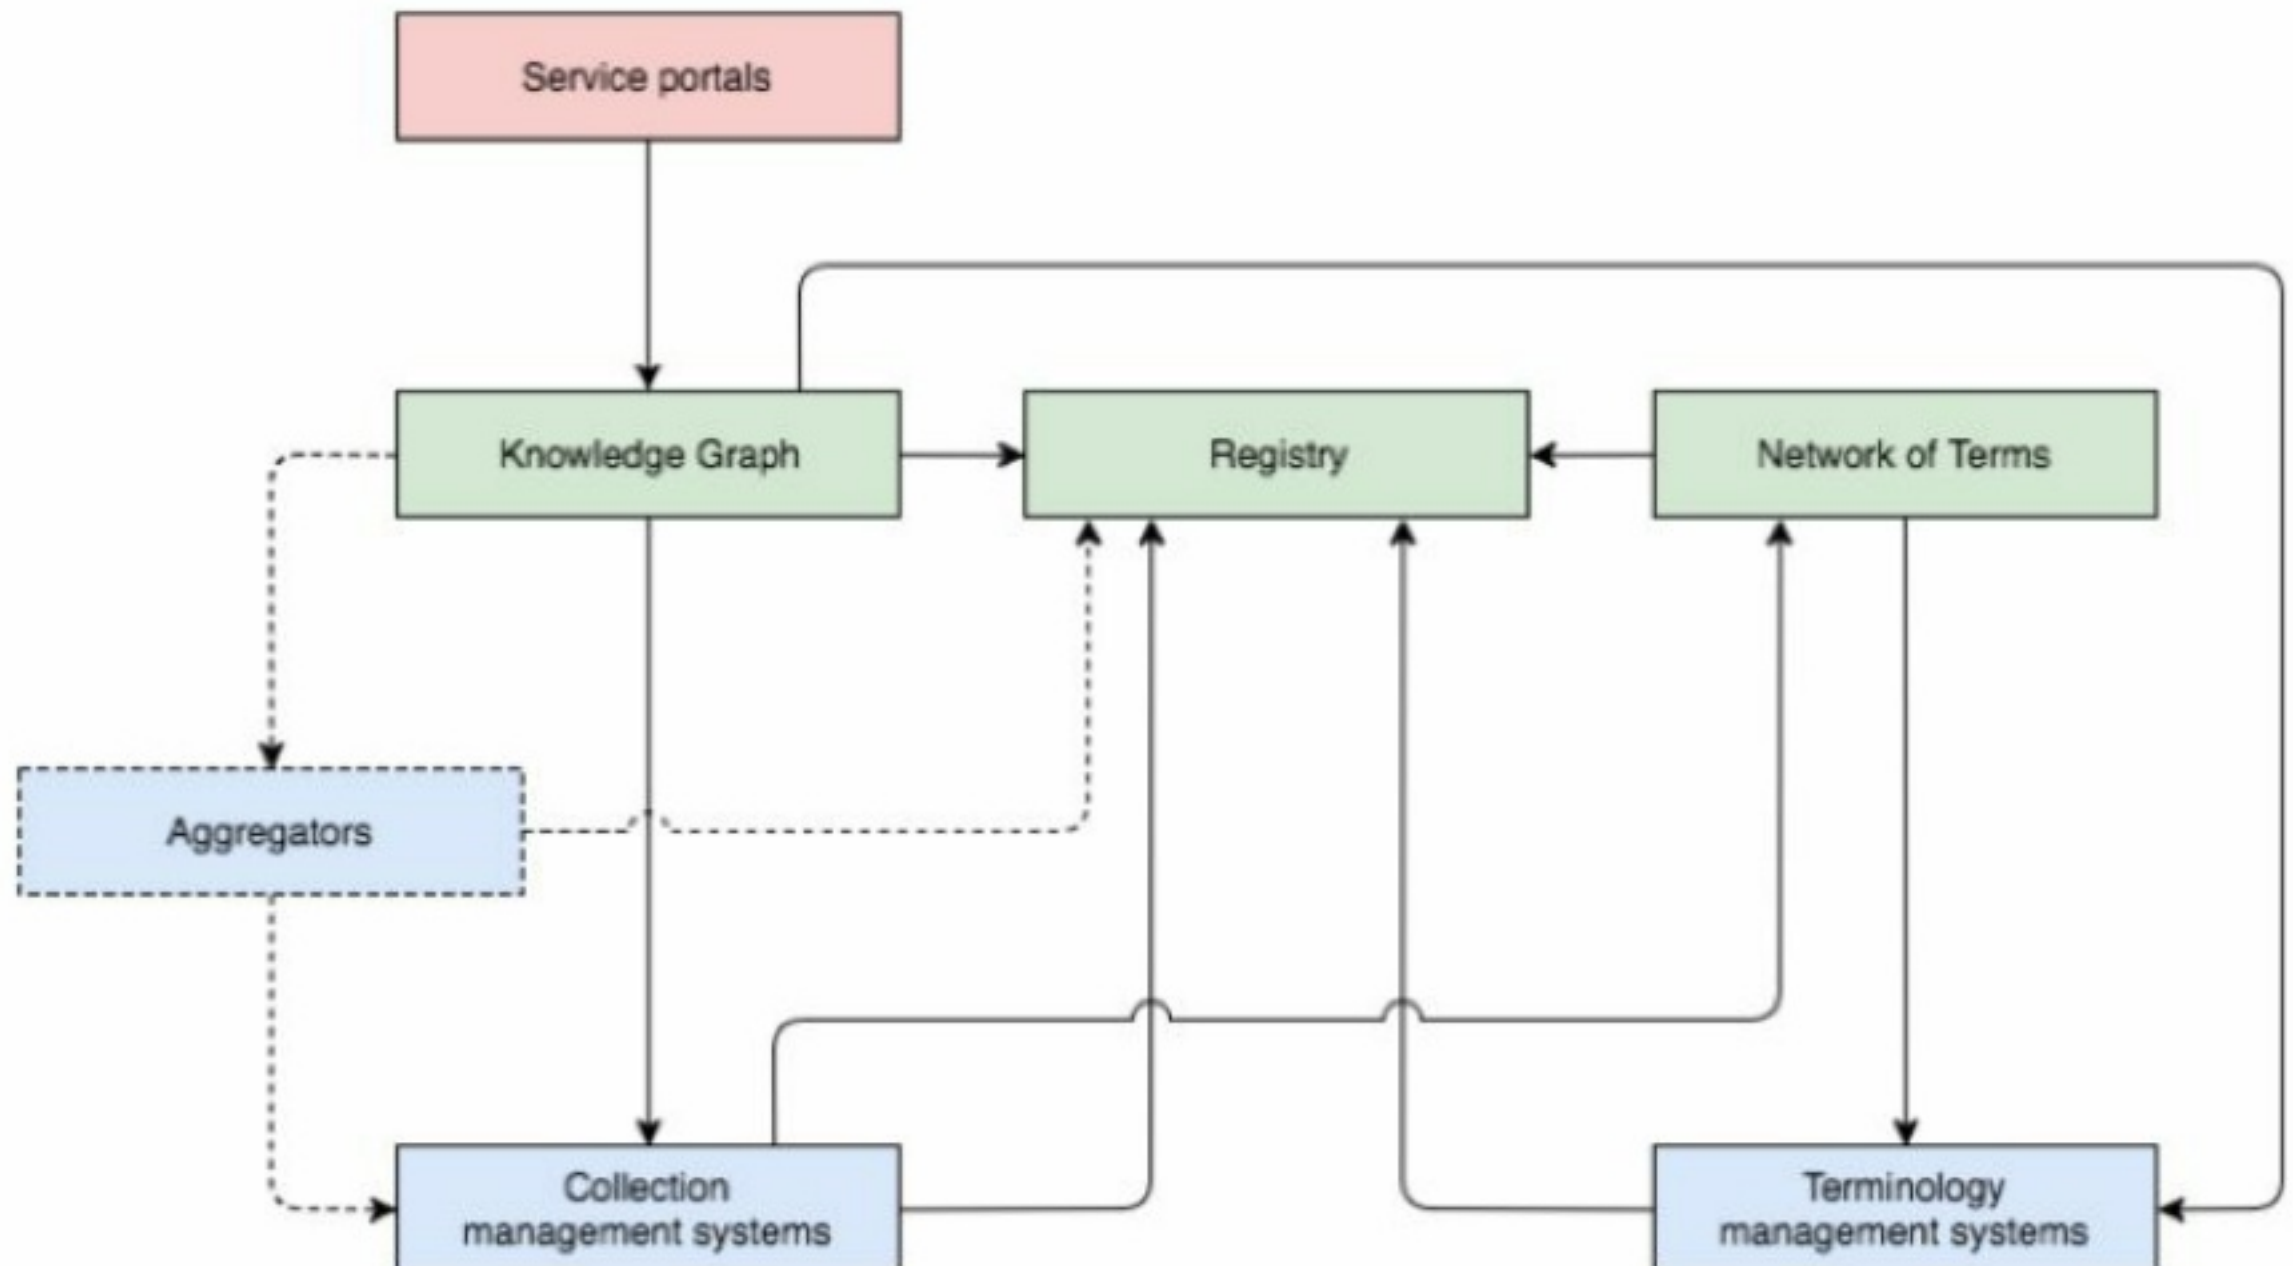 Service portals
Knowledge Graph
Registry
Network of Terms
Aggregators
Collection
management systems
Terminology
management systems